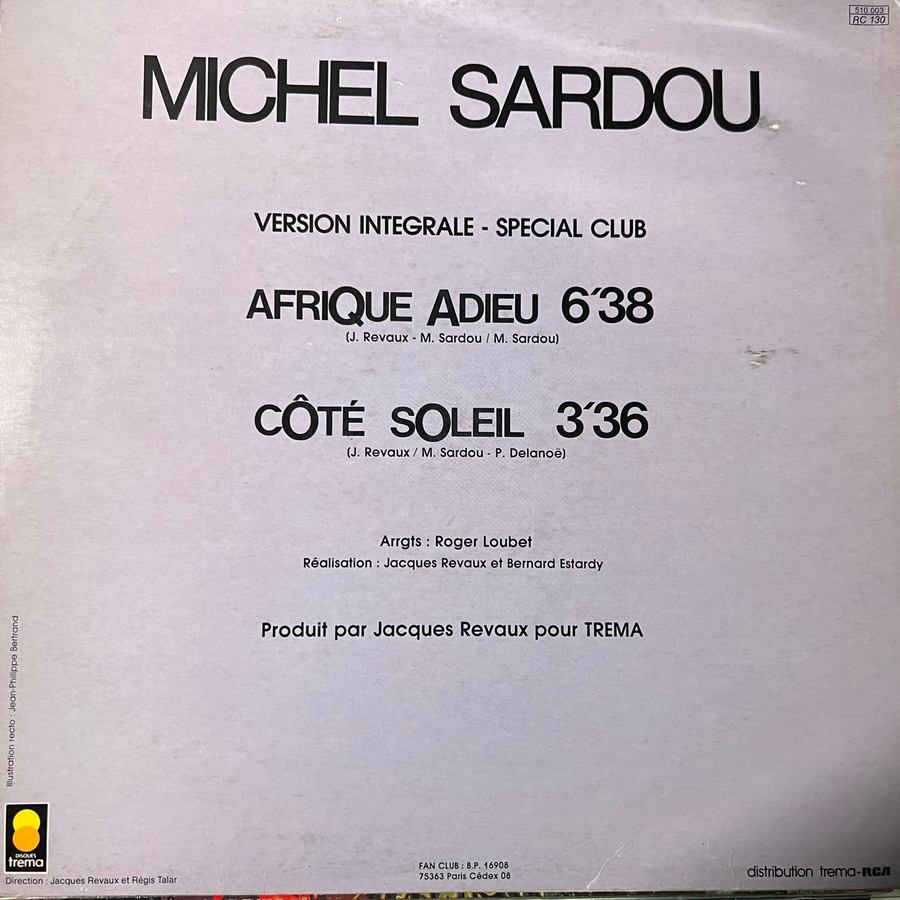 510 003
RC 130
MICHEL SARDOU
VERSION INTEGRALE - SPECIAL CLUB
AFRIQUE ADIEU 6′38
(J. Revaux - M. Sardou / M. Sardou)
CÔTÉ SOLEIL 3′36
(J. Revaux / M. Sardou - P. Delanoë)
Arrgts : Roger Loubet
Réalisation : Jacques Revaux et Bernard Estardy
Produit par Jacques Revaux pour TREMA
Illustration recto : Jean-Philippe Bertrand
DISQUES
trema
Direction : Jacques Revaux et Régis Talar
FAN CLUB : B.P. 16908
75363 Paris Cédex 08
distribution trema-RCA